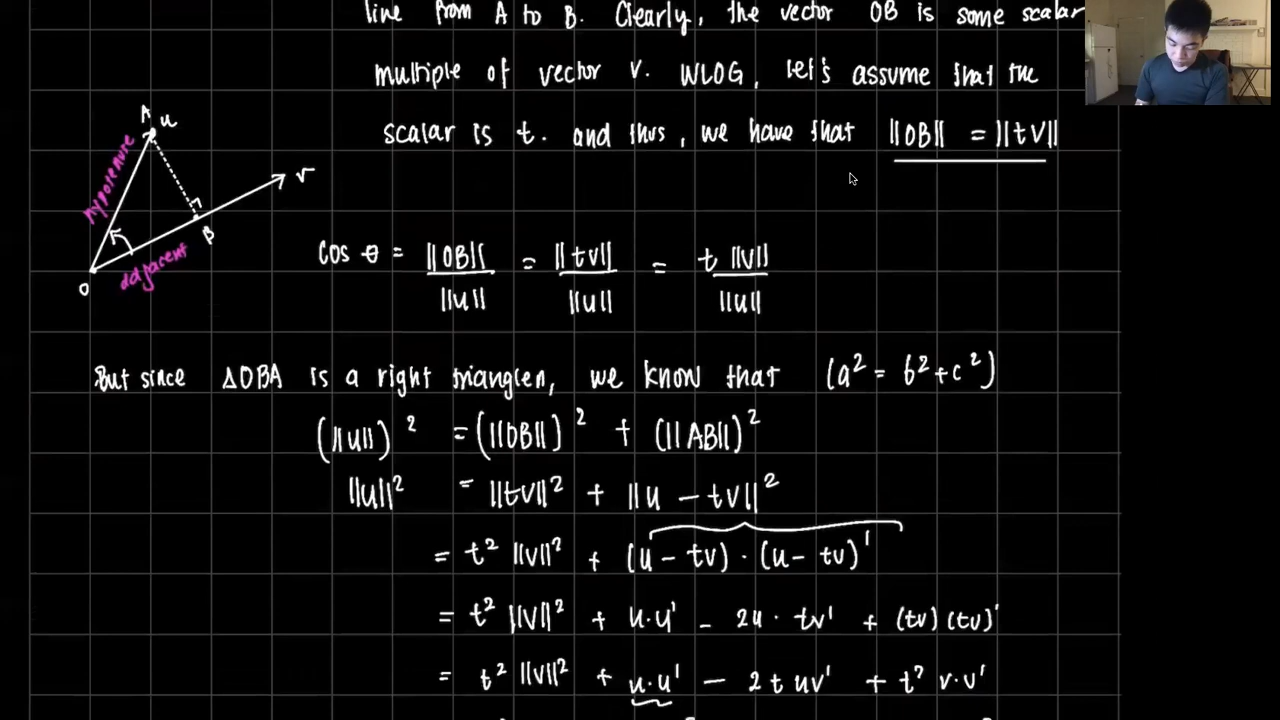 line from A to B. Clearly, the vector OB is some scalar
multiple of vector v. WLOG, let's assume that the
scalar is t. and thus, we have that ||OB|| = ||tv||
A u
hypotenuse
v
B
adjacent
O
cos θ = ||OB|| / ||u|| = ||tv|| / ||u|| = t ||v|| / ||u||
But since ΔOBA is a right trianglen, we know that (a² = b² + c²)
(||u||)² = (||OB||)² + (||AB||)²
||u||² = ||tv||² + ||u - tv||²
= t² ||v||² + (u - tv) · (u - tv)'
= t² ||v||² + u·u' - 2u · tv' + (tv)(tv)'
= t² ||v||² + u·u' - 2t uv' + t² v·v'